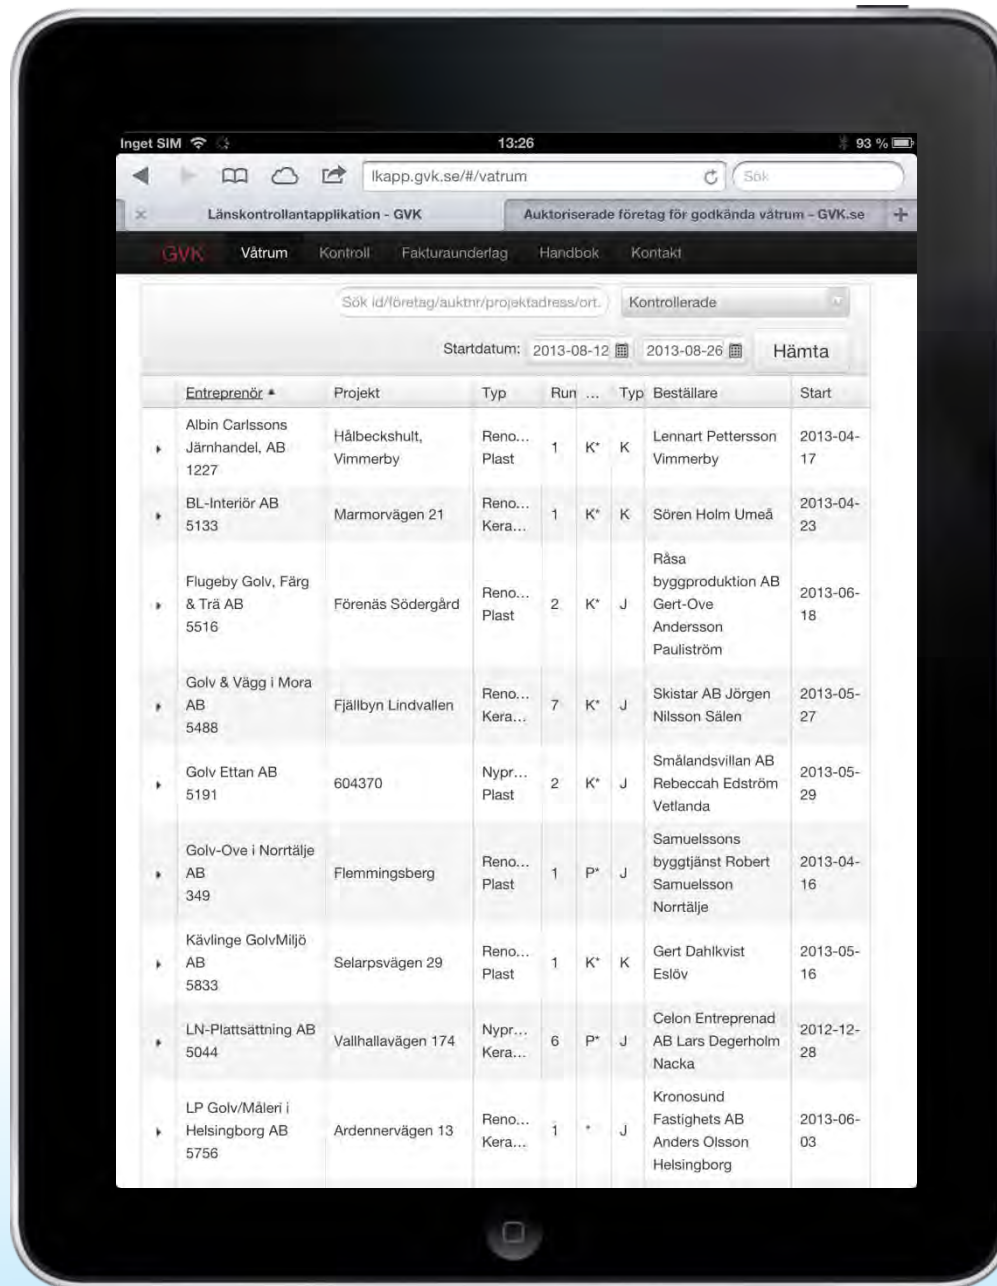 Inget SIM 13:26 93 %
lkapp.gvk.se/#/vatrum Sök
Länskontrollantapplikation - GVK Auktoriserade företag för godkända våtrum – GVK.se
GVK Våtrum Kontroll Fakturaunderlag Handbok Kontakt
Sök id/företag/auktnr/projektadress/ort. Kontrollerade
Startdatum: 2013-08-12 2013-08-26 Hämta
Entreprenör Projekt Typ Run ... Typ Beställare Start
Albin Carlssons
Järnhandel, AB
1227
Hålbeckshult,
Vimmerby
Reno...
Plast
1 K* K
Lennart Pettersson
Vimmerby
2013-04-
17
BL-Interiör AB
5133
Marmorvägen 21
Reno...
Kera...
1 K* K
Sören Holm Umeå
2013-04-
23
Flugeby Golv, Färg
& Trä AB
5516
Förenäs Södergård
Reno...
Plast
2 K* J
Råsa
byggproduktion AB
Gert-Ove
Andersson
Pauliström
2013-06-
18
Golv & Vägg i Mora
AB
5488
Fjällbyn Lindvallen
Reno...
Kera...
7 K* J
Skistar AB Jörgen
Nilsson Sälen
2013-05-
27
Golv Ettan AB
5191
604370
Nypr...
Plast
2 K* J
Smålandsvillan AB
Rebeccah Edström
Vetlanda
2013-05-
29
Golv-Ove i Norrtälje
AB
349
Flemmingsberg
Reno...
Plast
1 P* J
Samuelssons
byggtjänst Robert
Samuelsson
Norrtälje
2013-04-
16
Kävlinge GolvMiljö
AB
5833
Selarpsvägen 29
Reno...
Plast
1 K* K
Gert Dahlkvist
Eslöv
2013-05-
16
LN-Plattsättning AB
5044
Vallhallavägen 174
Nypr...
Kera...
6 P* J
Celon Entreprenad
AB Lars Degerholm
Nacka
2012-12-
28
LP Golv/Måleri i
Helsingborg AB
5756
Ardennervägen 13
Reno...
Kera...
1 * J
Kronosund
Fastighets AB
Anders Olsson
Helsingborg
2013-06-
03